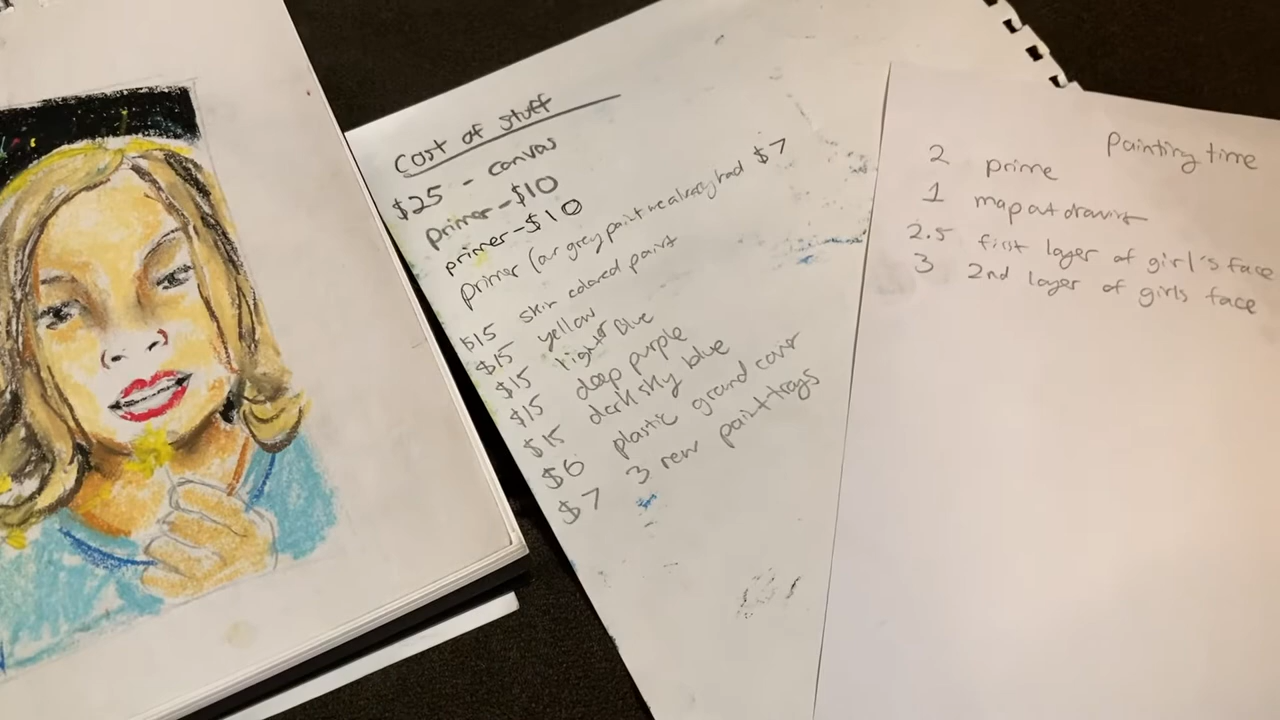 cost of stuff
$25 - canvas
primer - $10
primer - $10
primer (our grey paint we already had $7
$15 skin colored paint
$15 yellow
$15 light Blue
$15 deep purple
$15 dark sky blue
$6 plastic ground cover
$7 3 new paint trays
Painting time
2 prime
1 map out drawing
2.5 first layer of girl's face
3 2nd layer of girls face